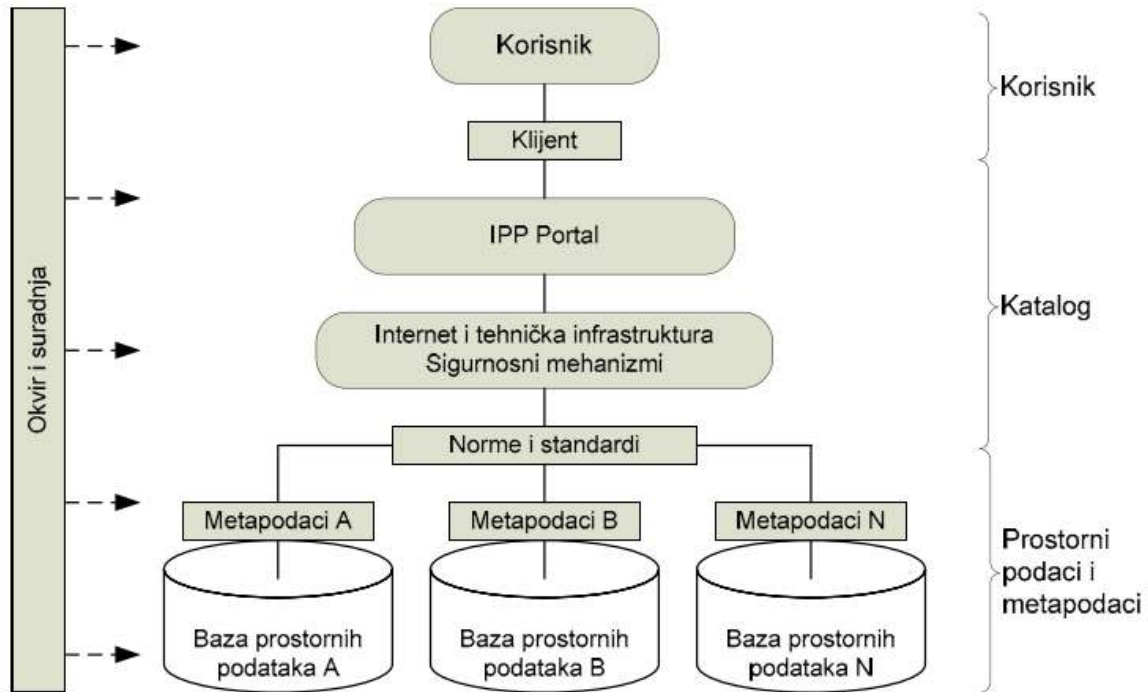 Okvir i suradnja
Korisnik
Klijent
IPP Portal
Internet i tehnička infrastruktura
Sigurnosni mehanizmi
Norme i standardi
Metapodaci A
Metapodaci B
Metapodaci N
Baza prostornih
podataka A
Baza prostornih
podataka B
Baza prostornih
podataka N
Korisnik
Katalog
Prostorni
podaci i
metapodaci